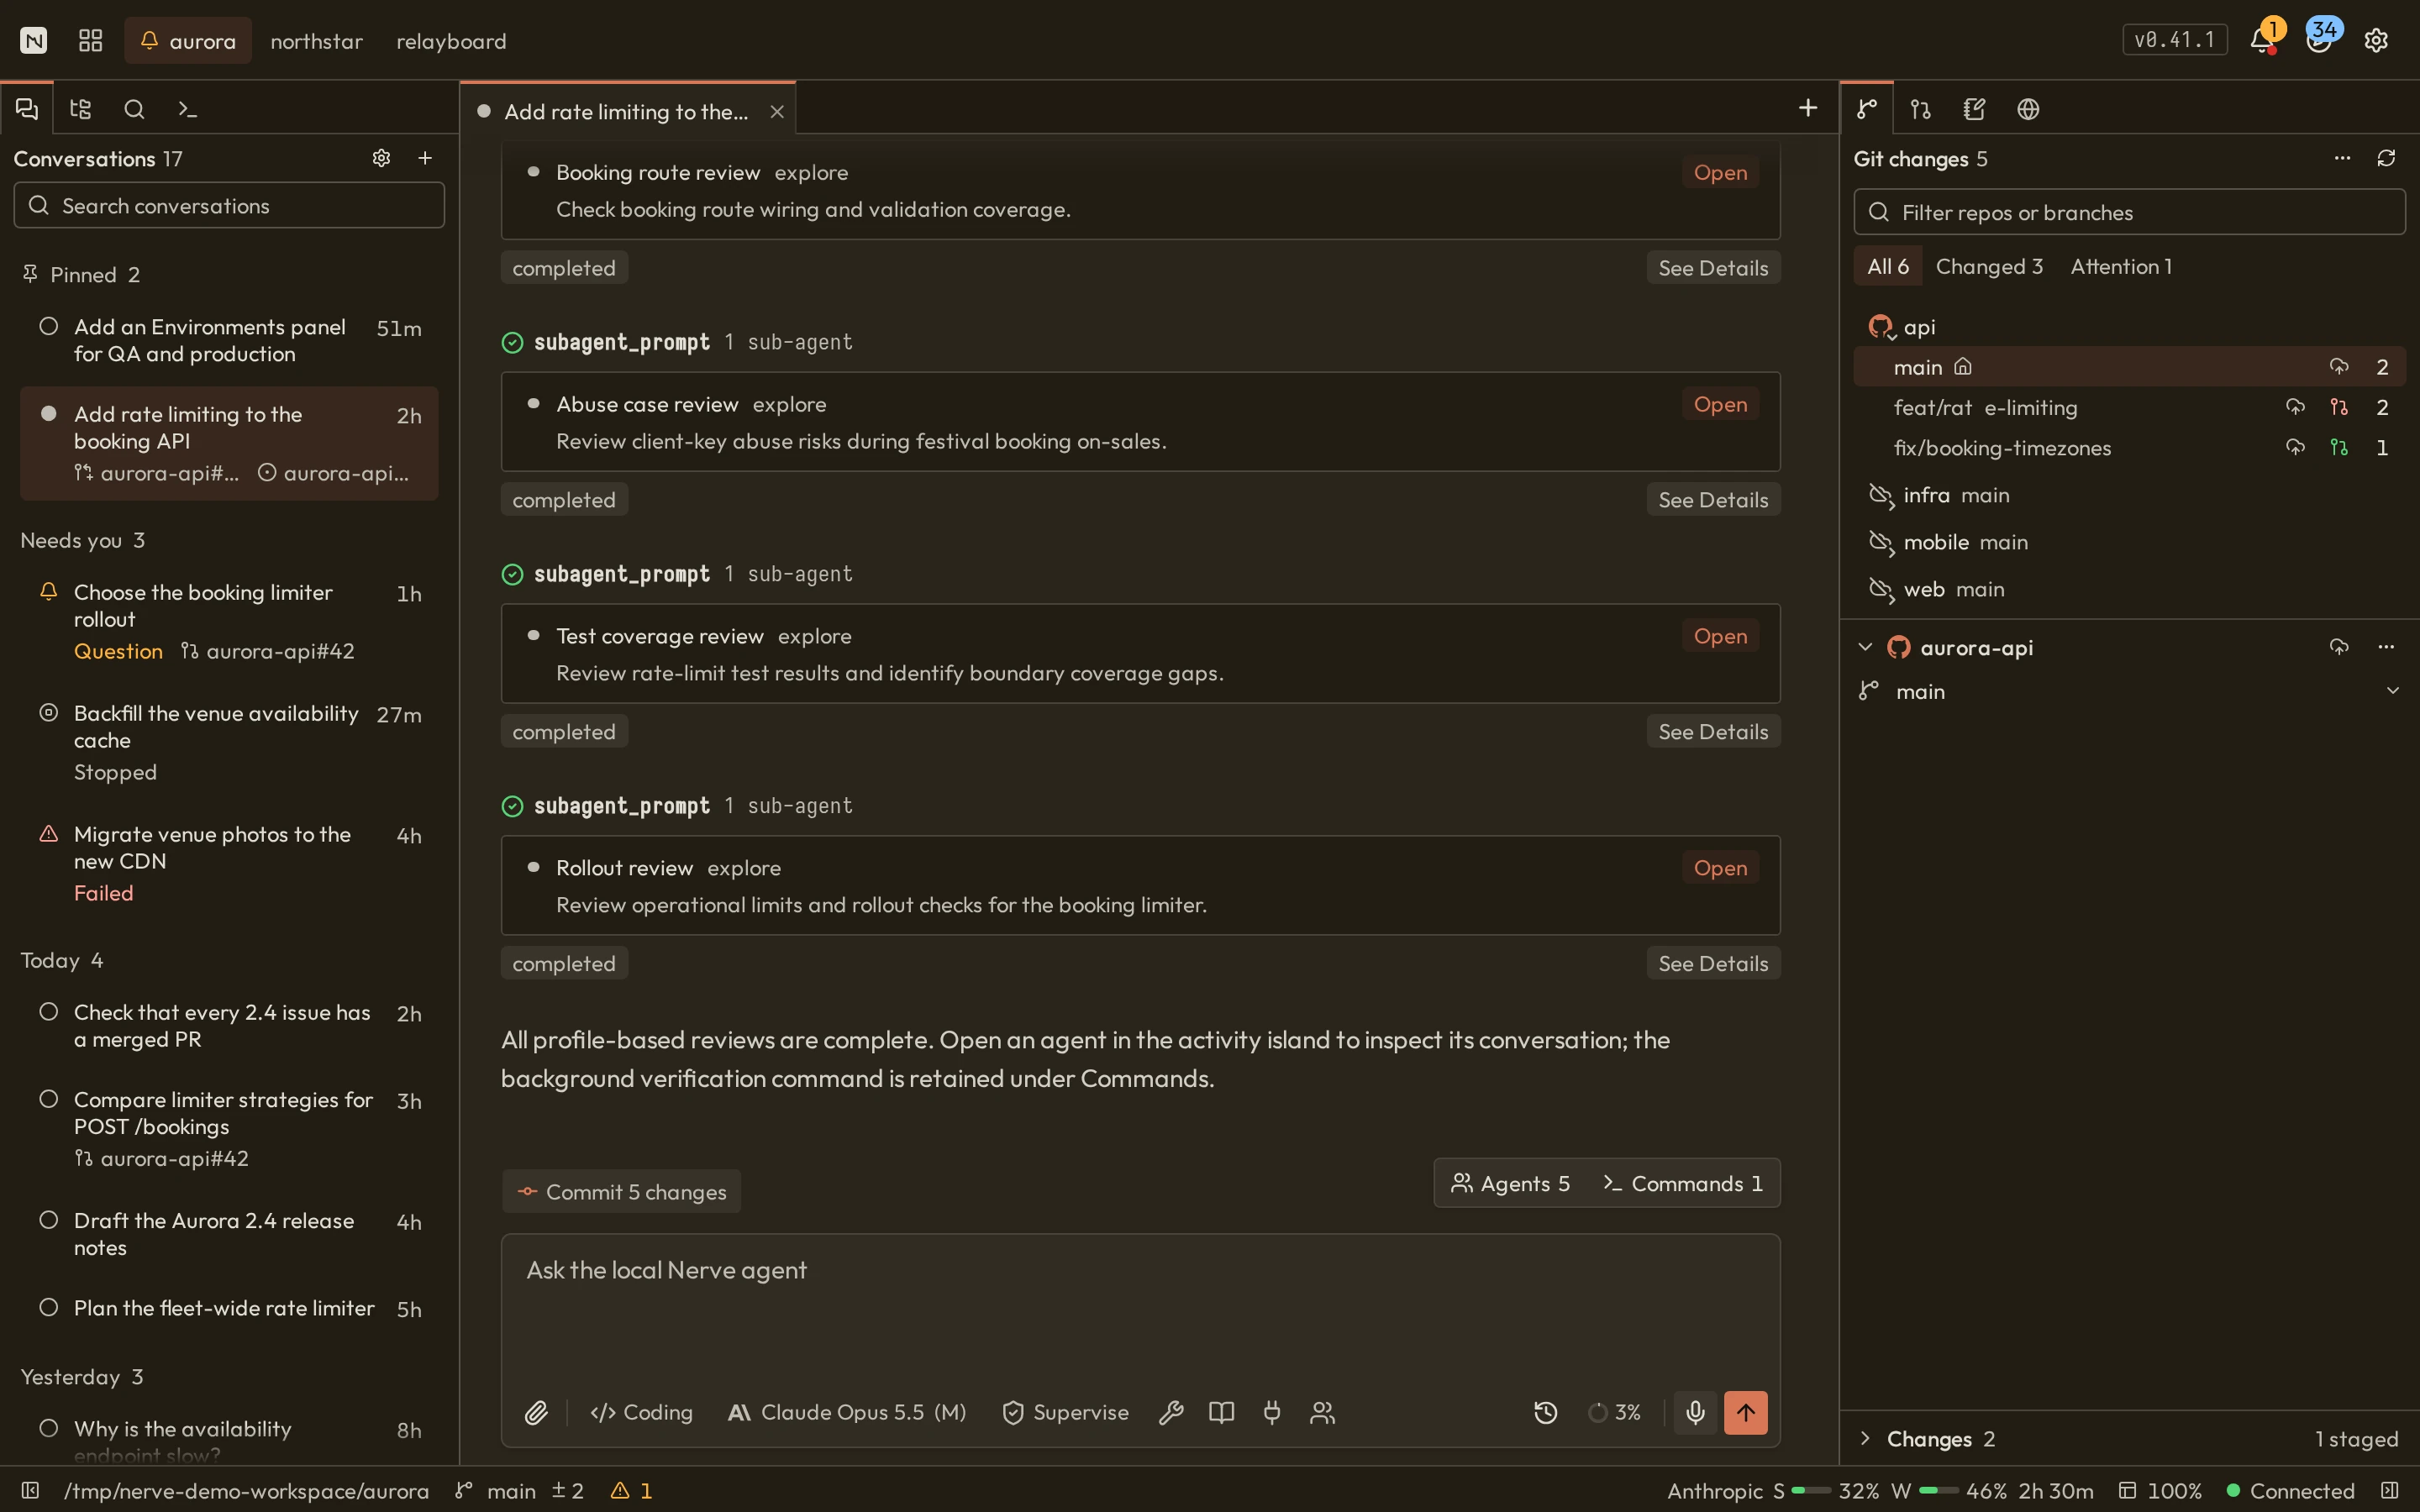 aurora northstar relayboard
v0.41.1 1 34
Add rate limiting to the...
Conversations 17
Search conversations
Pinned 2
Add an Environments panel 51m
for QA and production
Add rate limiting to the 2h
booking API
aurora-api#... aurora-api...
Needs you 3
Choose the booking limiter 1h
rollout
Question aurora-api#42
Backfill the venue availability 27m
cache
Stopped
Migrate venue photos to the 4h
new CDN
Failed
Today 4
Check that every 2.4 issue has 2h
a merged PR
Compare limiter strategies for 3h
POST /bookings
aurora-api#42
Draft the Aurora 2.4 release 4h
notes
Plan the fleet-wide rate limiter 5h
Yesterday 3
Why is the availability 8h
endpoint slow?
Booking route review explore Open
Check booking route wiring and validation coverage.
completed See Details
subagent_prompt 1 sub-agent
Abuse case review explore Open
Review client-key abuse risks during festival booking on-sales.
completed See Details
subagent_prompt 1 sub-agent
Test coverage review explore Open
Review rate-limit test results and identify boundary coverage gaps.
completed See Details
subagent_prompt 1 sub-agent
Rollout review explore Open
Review operational limits and rollout checks for the booking limiter.
completed See Details
All profile-based reviews are complete. Open an agent in the activity island to inspect its conversation; the
background verification command is retained under Commands.
Commit 5 changes
Agents 5 Commands 1
Ask the local Nerve agent
Coding Claude Opus 5.5 (M) Supervise 3%
Git changes 5
Filter repos or branches
All 6 Changed 3 Attention 1
api
main 2
feat/rat e-limiting 2
fix/booking-timezones 1
infra main
mobile main
web main
aurora-api
main
Changes 2 1 staged
/tmp/nerve-demo-workspace/aurora main ±2 1
Anthropic S 32% W 46% 2h 30m 100% Connected